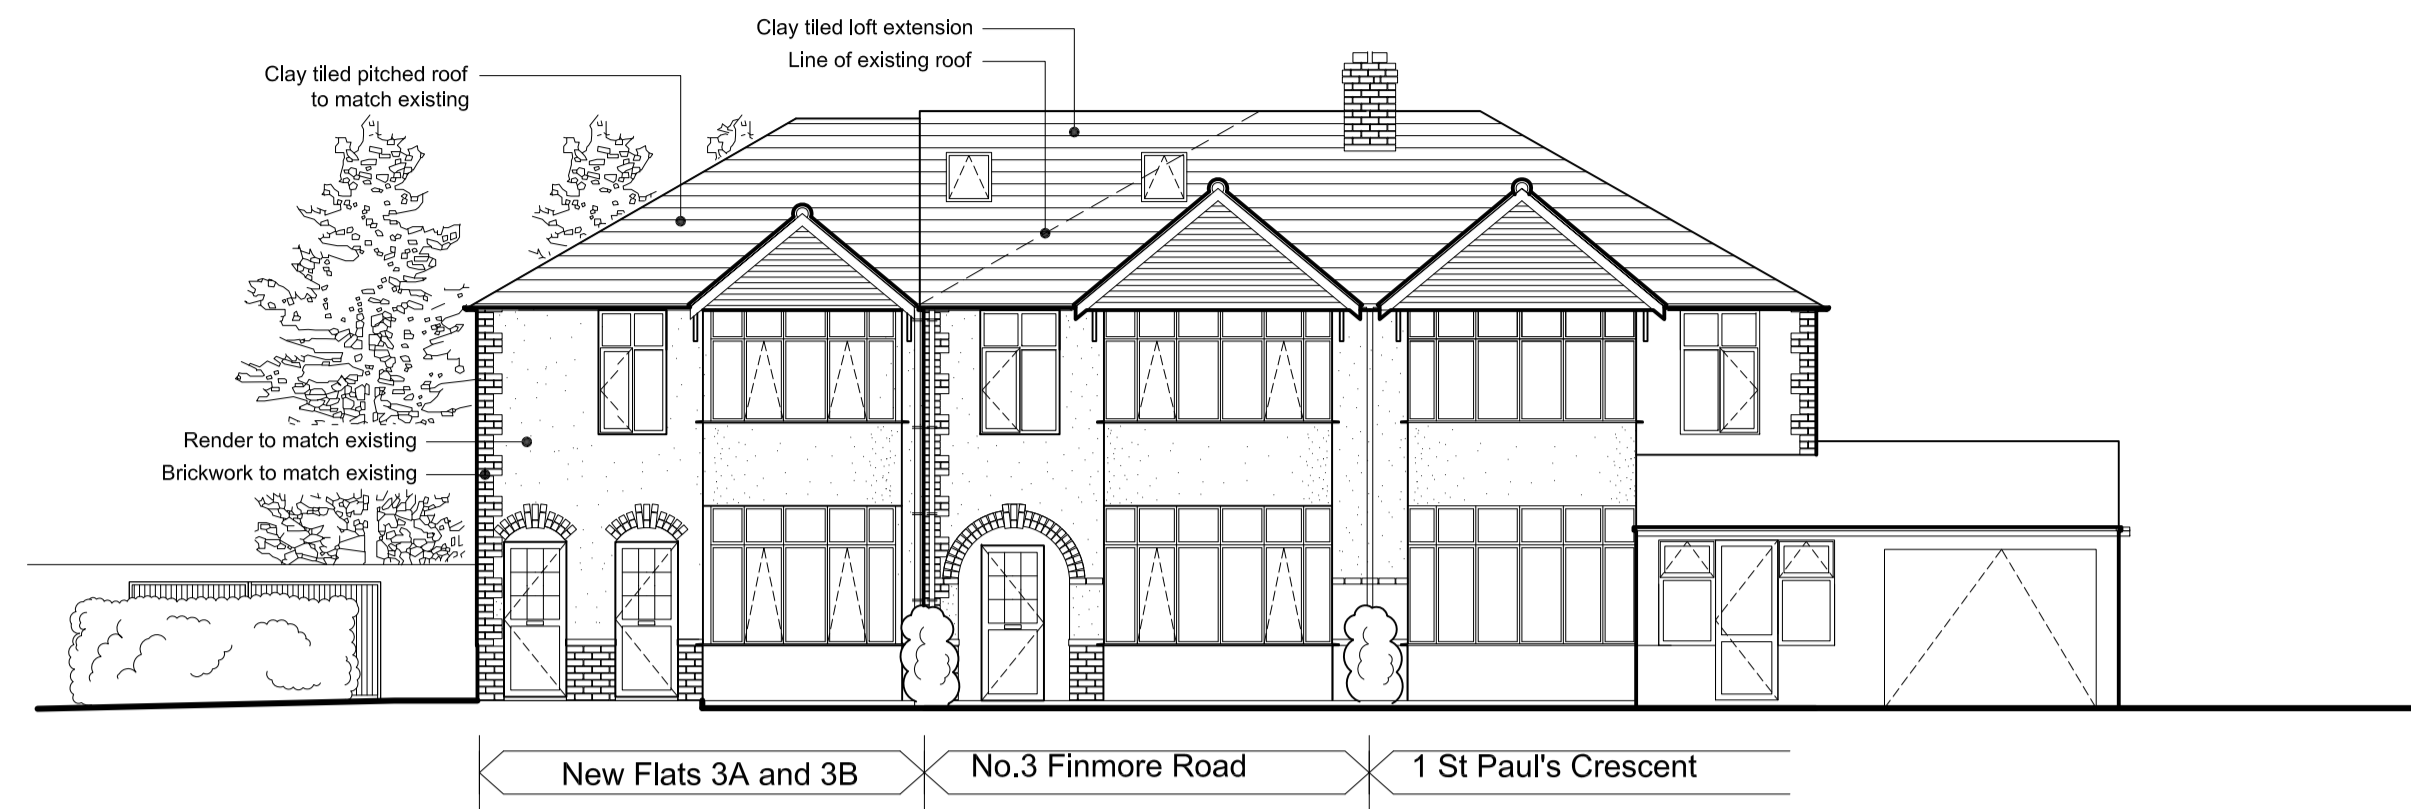 Clay tiled loft extension
Line of existing roof
Clay tiled pitched roof
to match existing
Render to match existing
Brickwork to match existing
New Flats 3A and 3B
No.3 Finmore Road
1 St Paul's Crescent